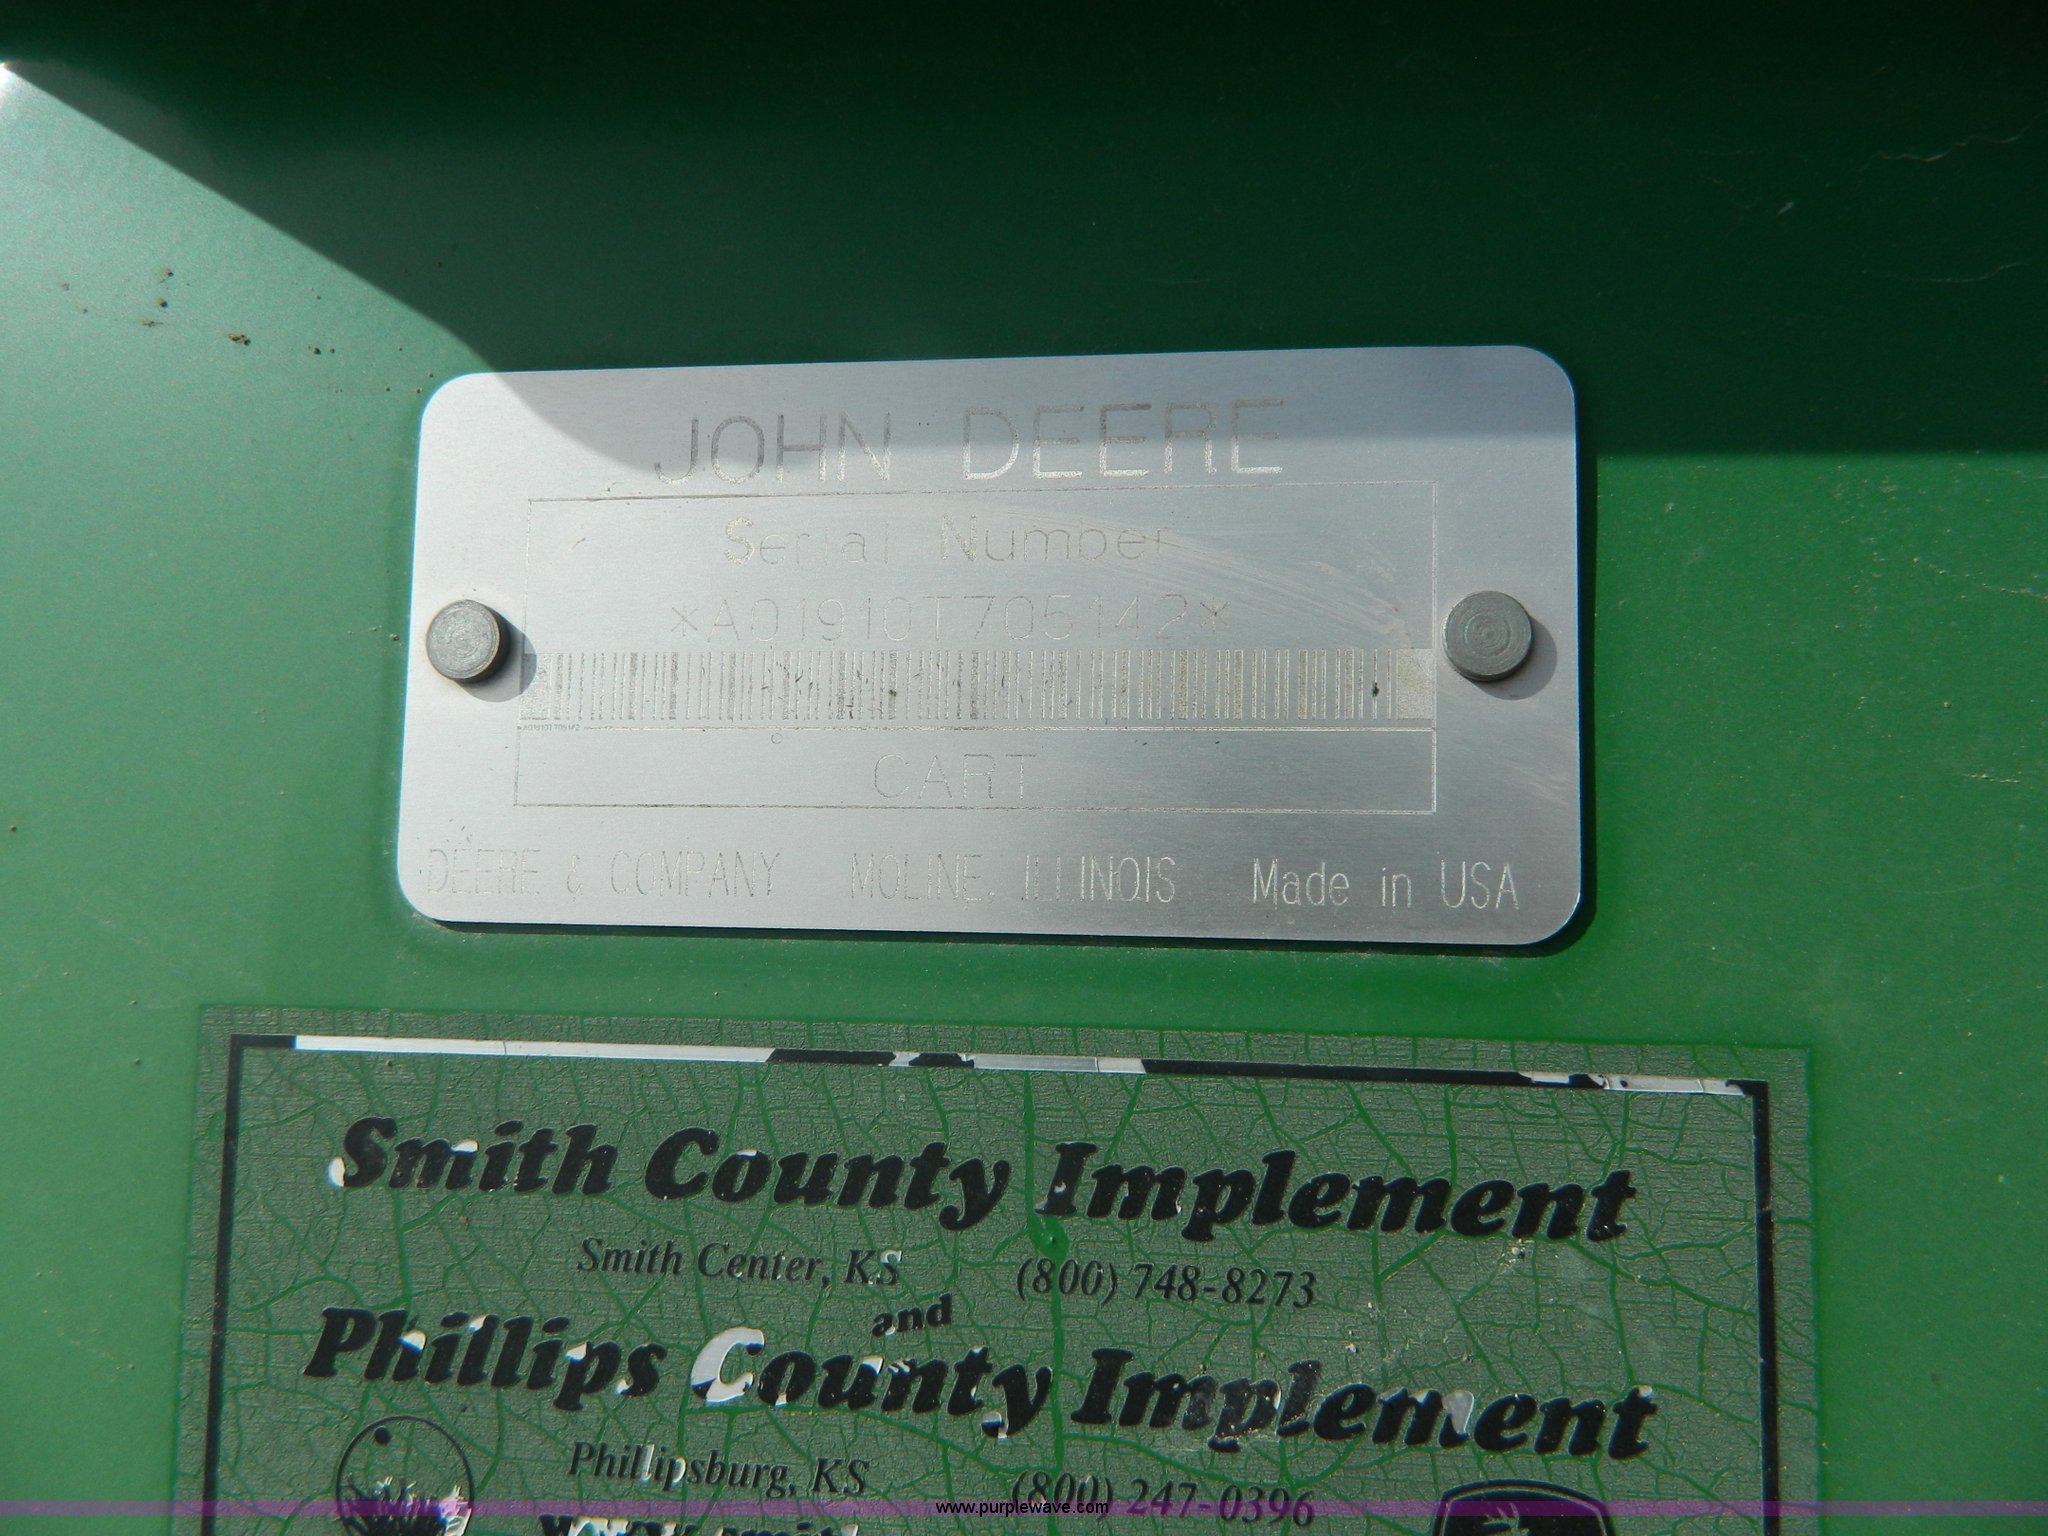 JOHN DEERE
Serial Number
*A01910T705142*
CART
DEERE & COMPANY MOLINE, ILLINOIS Made in USA
Smith County Implement
Smith Center, KS (800) 748-8273
and
Phillips County Implement
Phillipsburg, KS (800) 247-0396
www.purplewave.com